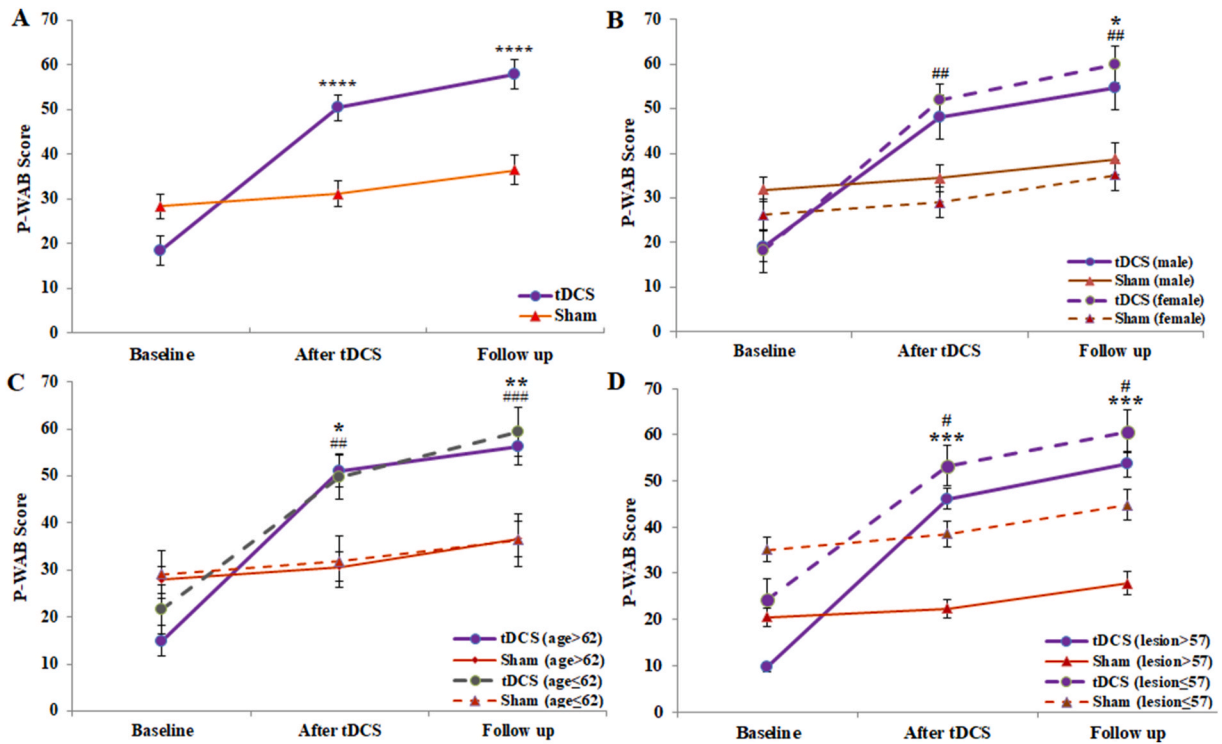 A
70
60
50
40
30
20
10
0
P-WAB Score
****
****
tDCS
Sham
Baseline After tDCS Follow up
B
70
60
50
40
30
20
10
0
P-WAB Score
##
*
##
tDCS (male)
Sham (male)
tDCS (female)
Sham (female)
Baseline After tDCS Follow up
C
70
60
50
40
30
20
10
0
P-WAB Score
*
##
**
###
tDCS (age>62)
Sham (age>62)
tDCS (age≤62)
Sham (age≤62)
Baseline After tDCS Follow up
D
70
60
50
40
30
20
10
0
P-WAB Score
#
***
#
***
tDCS (lesion>57)
Sham (lesion>57)
tDCS (lesion≤57)
Sham (lesion≤57)
Baseline After tDCS Follow up